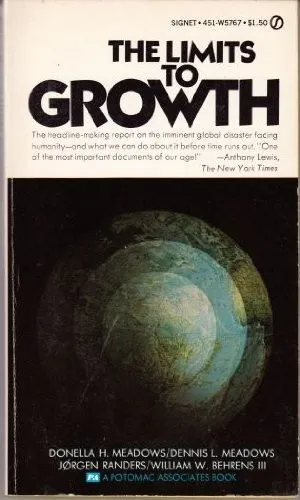 SIGNET • 451-W5767 • $1.50
THE LIMITS
TO
GROWTH
The headline-making report on the imminent global disaster facing
humanity—and what we can do about it before time runs out. "One
of the most important documents of our age!" —Anthony Lewis,
The New York Times
DONELLA H. MEADOWS/DENNIS L. MEADOWS
JØRGEN RANDERS/WILLIAM W. BEHRENS III
A POTOMAC ASSOCIATES BOOK